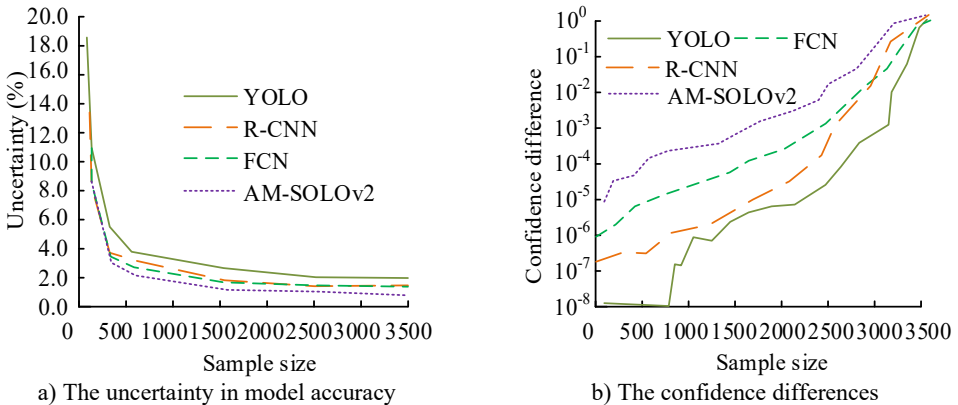 20.0
18.0
16.0
14.0
12.0
10.0
8.0
6.0
4.0
2.0
0.0
Uncertainty (%)
YOLO
R-CNN
FCN
AM-SOLOv2
0 500 1000 1500 2000 2500 3000 3500
Sample size
a) The uncertainty in model accuracy
10^0
10^-1
10^-2
10^-3
10^-4
10^-5
10^-6
10^-7
10^-8
Confidence difference
YOLO FCN
R-CNN
AM-SOLOv2
0 500 1000 1500 2000 2500 3000 3500
Sample size
b) The confidence differences